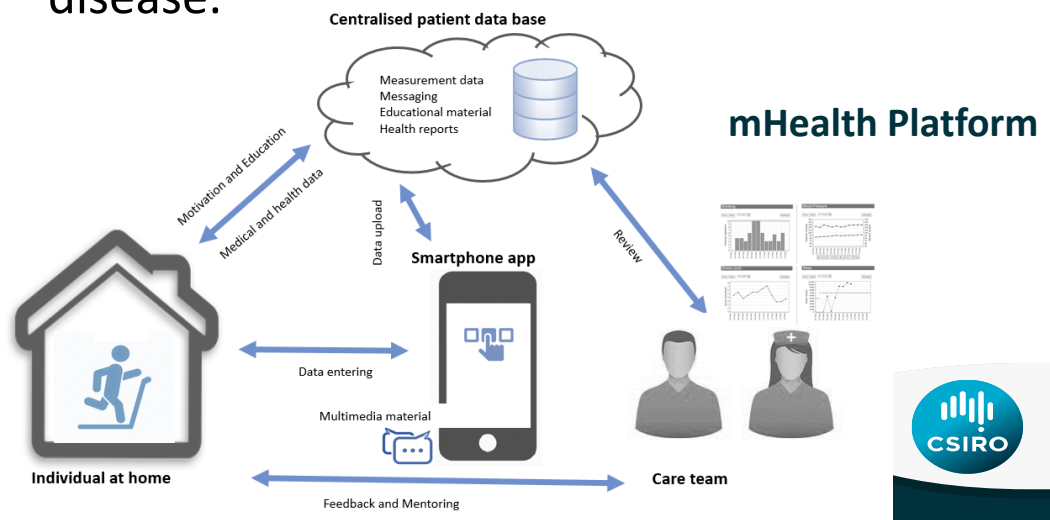 disease.
Centralised patient data base
Measurement data
Messaging
Educational material
Health reports
mHealth Platform
Motivation and Education
Medical and health data
Data upload
Review
Smartphone app
Data entering
Multimedia material
Individual at home
Care team
Feedback and Mentoring
CSIRO